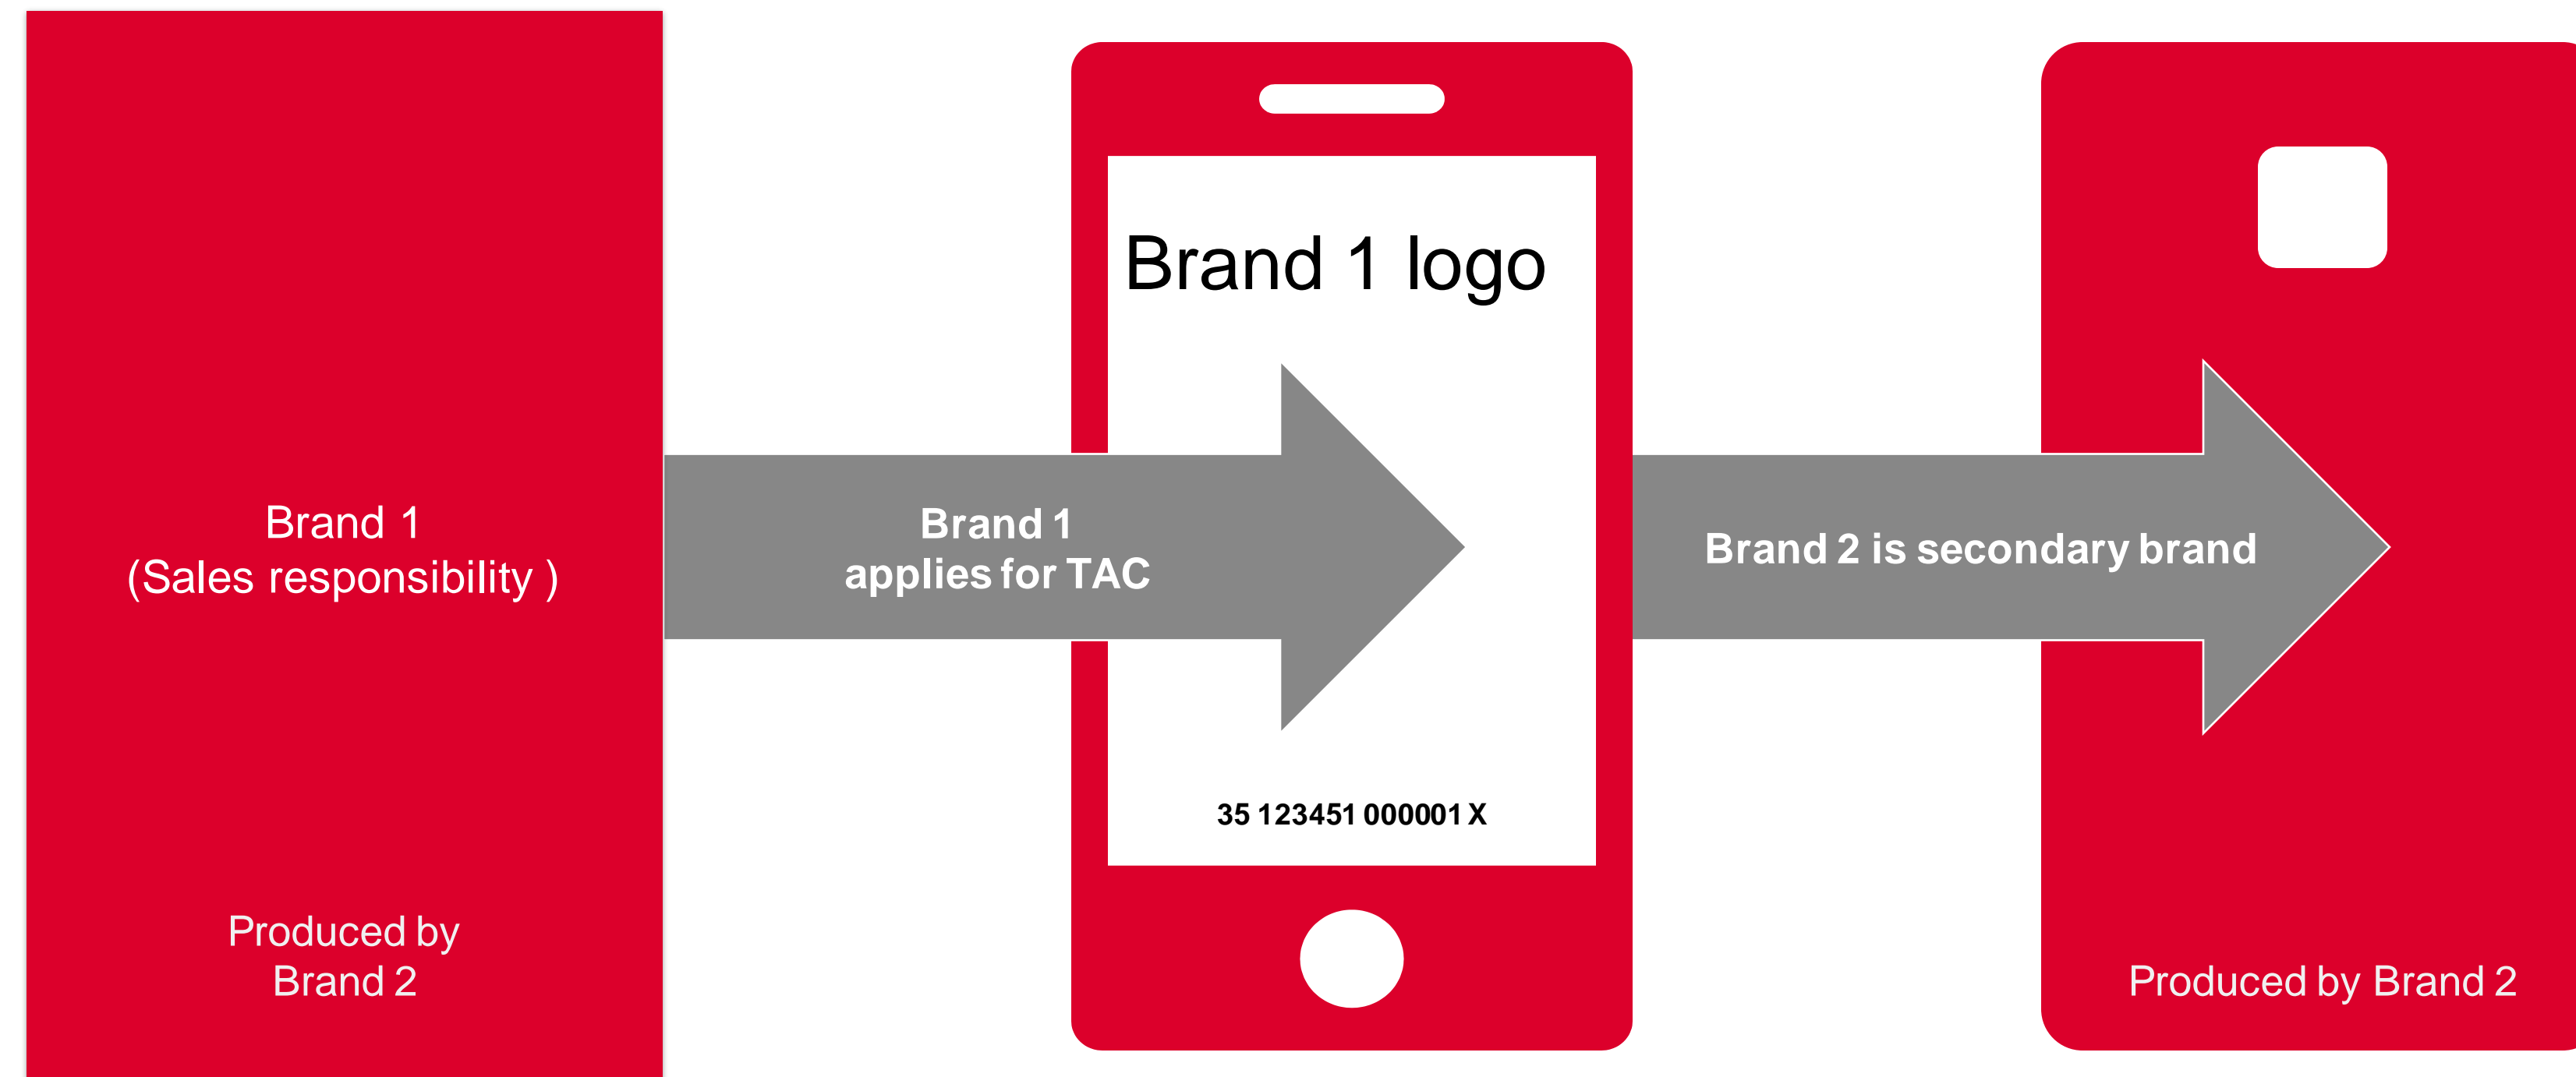 Brand 1
(Sales responsibility )
Produced by
Brand 2
Brand 1
applies for TAC
Brand 1 logo
35 123451 000001 X
Brand 2 is secondary brand
Produced by Brand 2